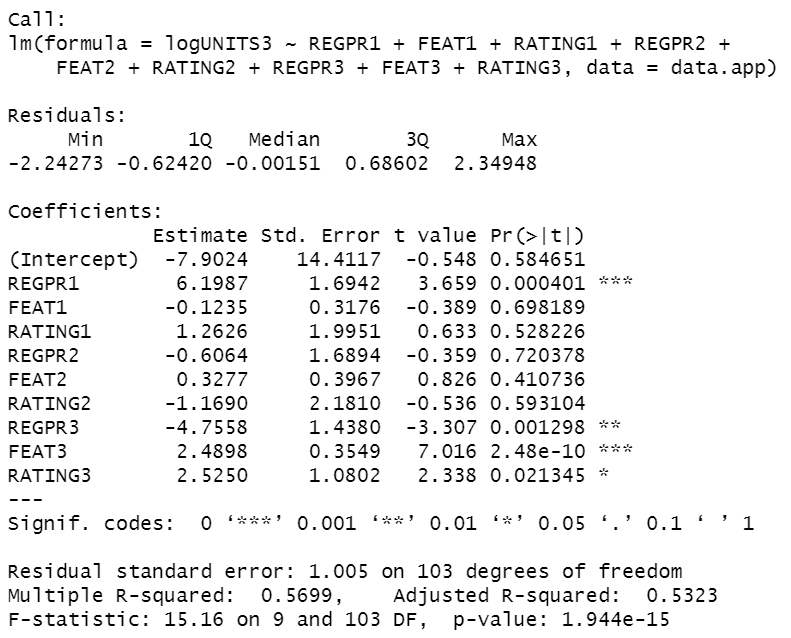 Call:
lm(formula = logUNITS3 ~ REGPR1 + FEAT1 + RATING1 + REGPR2 +
    FEAT2 + RATING2 + REGPR3 + FEAT3 + RATING3, data = data.app)
Residuals:
     Min       1Q   Median       3Q      Max
-2.24273 -0.62420 -0.00151  0.68602  2.34948
Coefficients:
            Estimate Std. Error t value Pr(>|t|)
(Intercept)  -7.9024    14.4117  -0.548 0.584651
REGPR1        6.1987     1.6942   3.659 0.000401 ***
FEAT1        -0.1235     0.3176  -0.389 0.698189
RATING1       1.2626     1.9951   0.633 0.528226
REGPR2       -0.6064     1.6894  -0.359 0.720378
FEAT2         0.3277     0.3967   0.826 0.410736
RATING2      -1.1690     2.1810  -0.536 0.593104
REGPR3       -4.7558     1.4380  -3.307 0.001298 **
FEAT3         2.4898     0.3549   7.016 2.48e-10 ***
RATING3       2.5250     1.0802   2.338 0.021345 *
---
Signif. codes:  0 ‘***’ 0.001 ‘**’ 0.01 ‘*’ 0.05 ‘.’ 0.1 ‘ ’ 1
Residual standard error: 1.005 on 103 degrees of freedom
Multiple R-squared:  0.5699,    Adjusted R-squared:  0.5323
F-statistic: 15.16 on 9 and 103 DF,  p-value: 1.944e-15